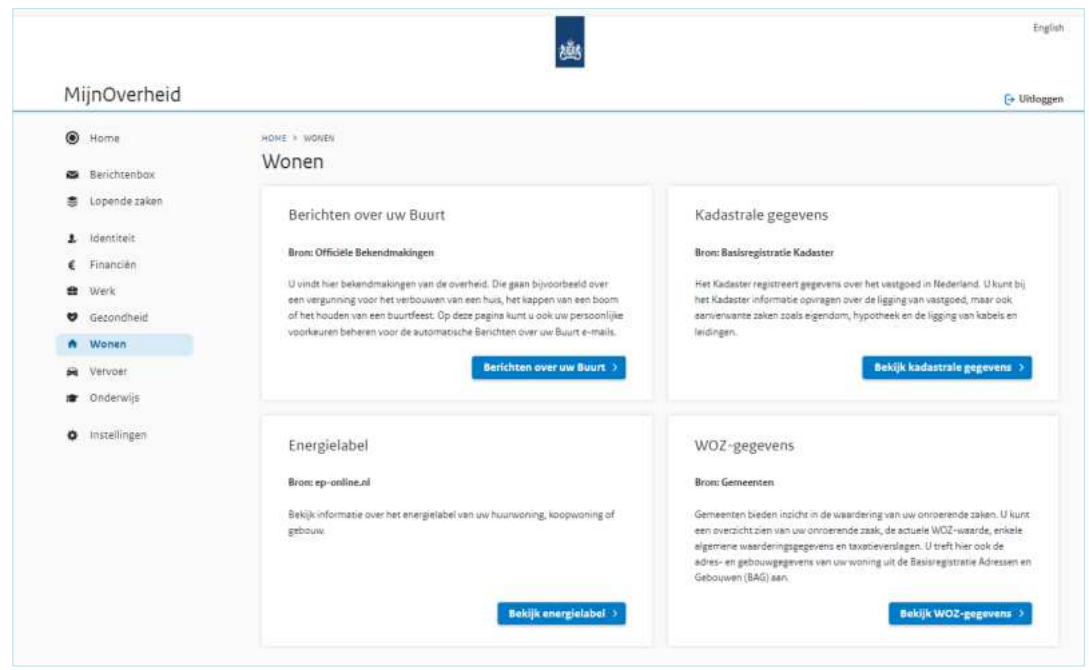 English
MijnOverheid
Uitloggen
Home
Berichtenbox
Lopende zaken
Identiteit
Financiën
Werk
Gezondheid
Wonen
Vervoer
Onderwijs
Instellingen
HOME > WONEN
Wonen
Berichten over uw Buurt
Bron: Officiële Bekendmakingen
U vindt hier bekendmakingen van de overheid. Die gaan bijvoorbeeld over
een vergunning voor het verbouwen van een huis, het kappen van een boom
of het houden van een buurtfeest. Op deze pagina kunt u ook uw persoonlijke
voorkeuren beheren voor de automatische Berichten over uw Buurt e-mails.
Berichten over uw Buurt >
Kadastrale gegevens
Bron: Basisregistratie Kadaster
Het Kadaster registreert gegevens over het vastgoed in Nederland. U kunt bij
het Kadaster informatie opvragen over de ligging van vastgoed, maar ook
aanverwante zaken zoals eigendom, hypotheek en de ligging van kabels en
leidingen.
Bekijk kadastrale gegevens >
Energielabel
Bron: ep-online.nl
Bekijk informatie over het energielabel van uw huurwoning, koopwoning of
gebouw.
Bekijk energielabel >
WOZ-gegevens
Bron: Gemeenten
Gemeenten bieden inzicht in de waardering van uw onroerende zaken. U kunt
een overzicht zien van uw onroerende zaak, de actuele WOZ-waarde, enkele
algemene waarderingsgegevens en taxatieverslagen. U treft hier ook de
adres- en gebouwgegevens van uw woning uit de Basisregistratie Adressen en
Gebouwen (BAG) aan.
Bekijk WOZ-gegevens >